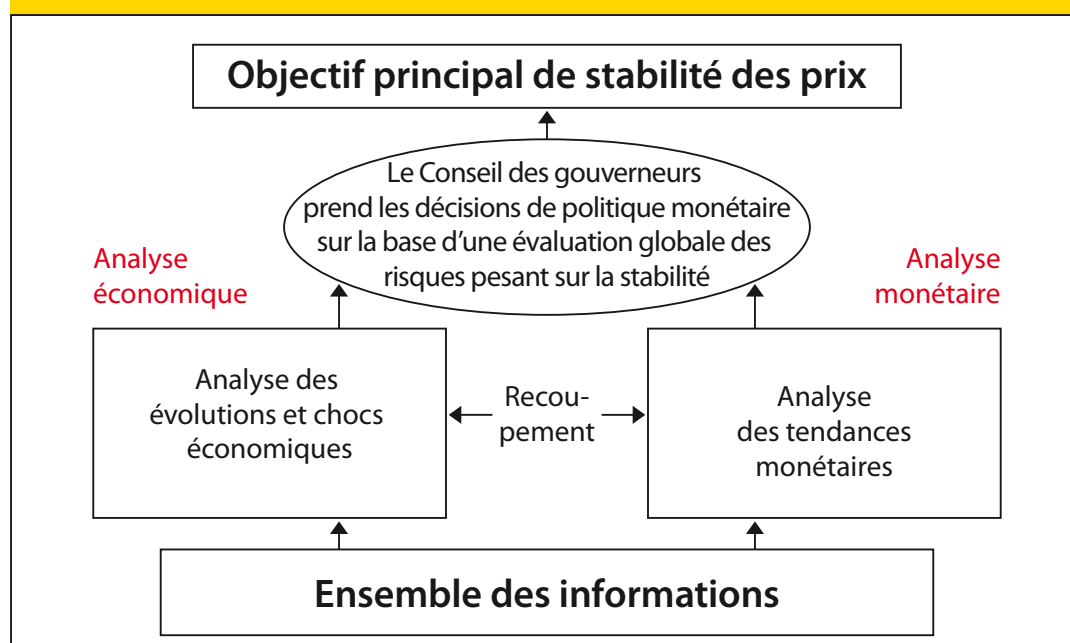 Objectif principal de stabilité des prix
Le Conseil des gouverneurs
prend les décisions de politique monétaire
sur la base d'une évaluation globale des
risques pesant sur la stabilité
Analyse
économique
Analyse
monétaire
Analyse des
évolutions et chocs
économiques
Recou-
pement
Analyse
des tendances
monétaires
Ensemble des informations